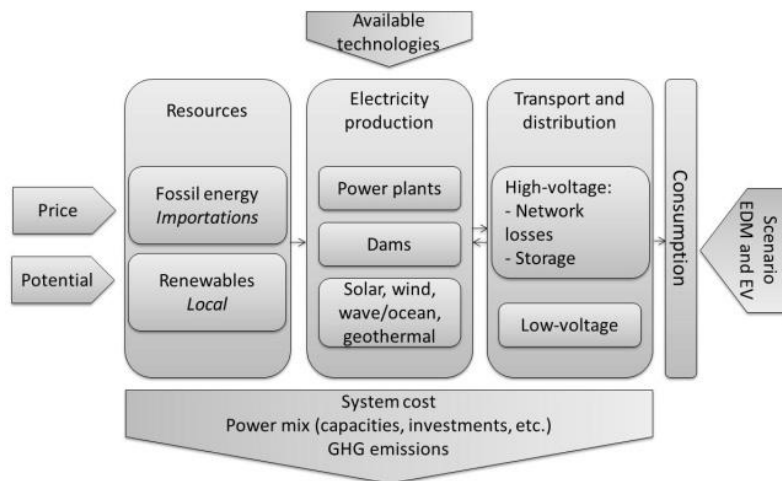 Available
technologies
Resources
Electricity
production
Transport and
distribution
Price
Potential
Fossil energy
Importations
Renewables
Local
Power plants
Dams
Solar, wind,
wave/ocean,
geothermal
High-voltage:
- Network
losses
- Storage
Low-voltage
Consumption
Scenario
EDM and EV
System cost
Power mix (capacities, investments, etc.)
GHG emissions